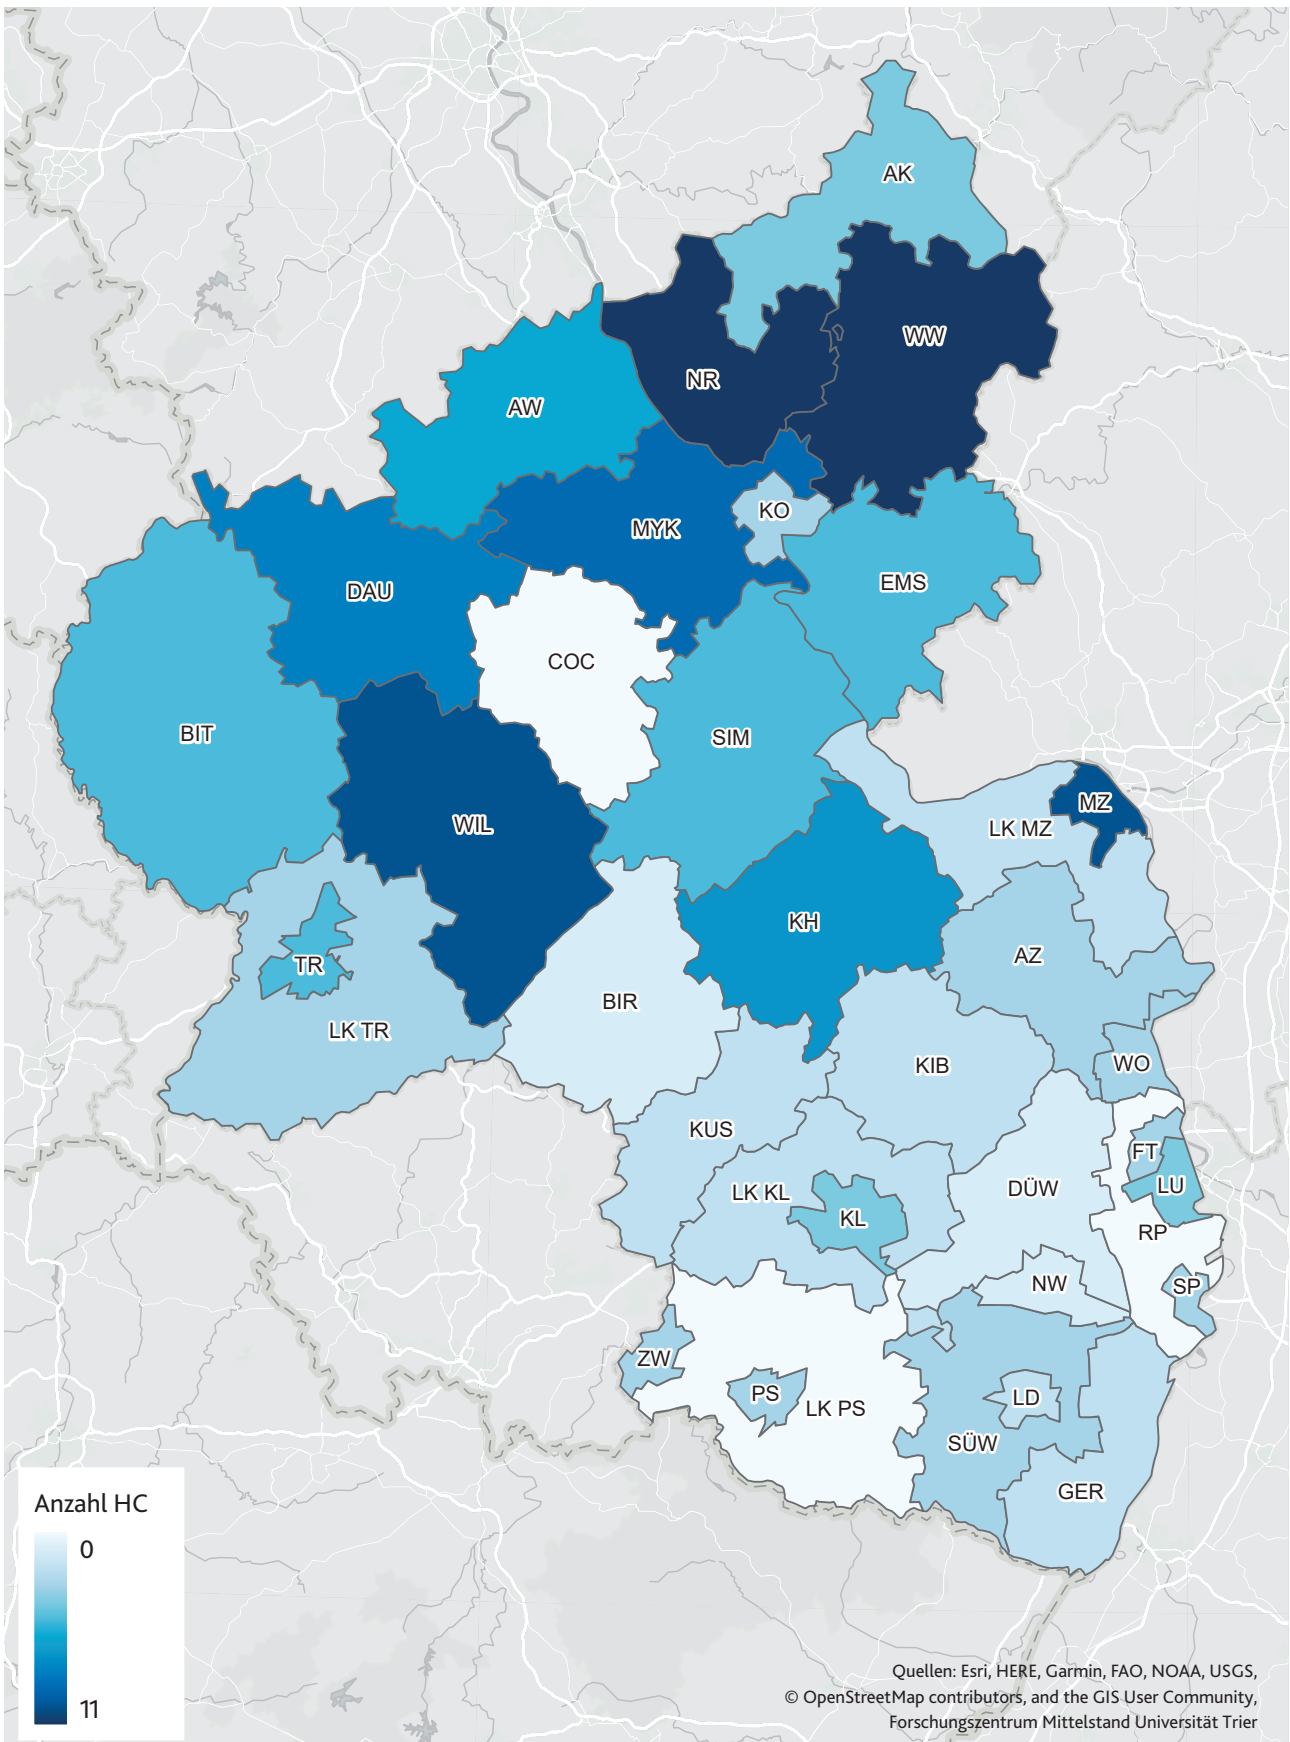 AK
WW
NR
AW
KO
MYK
EMS
DAU
COC
BIT
SIM
MZ
WIL
LK MZ
KH
AZ
TR
BIR
LK TR
WO
KIB
KUS
FT
LU
DÜW
LK KL
KL
RP
NW
SP
ZW
PS
LD
LK PS
SÜW
GER
Anzahl HC
0
11
Quellen: Esri, HERE, Garmin, FAO, NOAA, USGS,
© OpenStreetMap contributors, and the GIS User Community,
Forschungszentrum Mittelstand Universität Trier